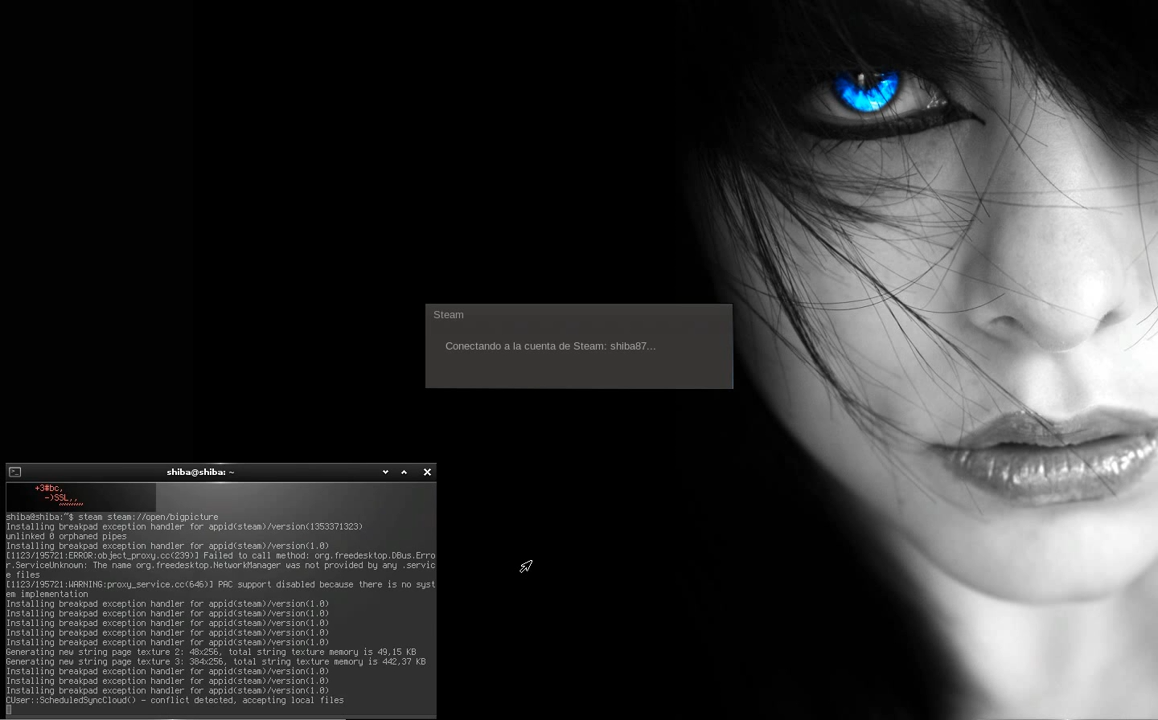 Steam
Conectando a la cuenta de Steam: shiba87...
shiba@shiba: ~
+3#bc,
~)SSL,,
shiba@shiba:~$ steam steam://open/bigpicture
Installing breakpad exception handler for appid(steam)/version(1353371323)
unlinked 0 orphaned pipes
Installing breakpad exception handler for appid(steam)/version(1.0)
[1123/195721:ERROR:object_proxy.cc(239)] Failed to call method: org.freedesktop.DBus.Erro
r.ServiceUnknown: The name org.freedesktop.NetworkManager was not provided by any .servic
e files
[1123/195721:WARNING:proxy_service.cc(646)] PAC support disabled because there is no syst
em implementation
Installing breakpad exception handler for appid(steam)/version(1.0)
Installing breakpad exception handler for appid(steam)/version(1.0)
Installing breakpad exception handler for appid(steam)/version(1.0)
Installing breakpad exception handler for appid(steam)/version(1.0)
Installing breakpad exception handler for appid(steam)/version(1.0)
Generating new string page texture 2: 48x256, total string texture memory is 49,15 KB
Generating new string page texture 3: 384x256, total string texture memory is 442,37 KB
Installing breakpad exception handler for appid(steam)/version(1.0)
Installing breakpad exception handler for appid(steam)/version(1.0)
Installing breakpad exception handler for appid(steam)/version(1.0)
CUser::ScheduledSyncCloud() - conflict detected, accepting local files